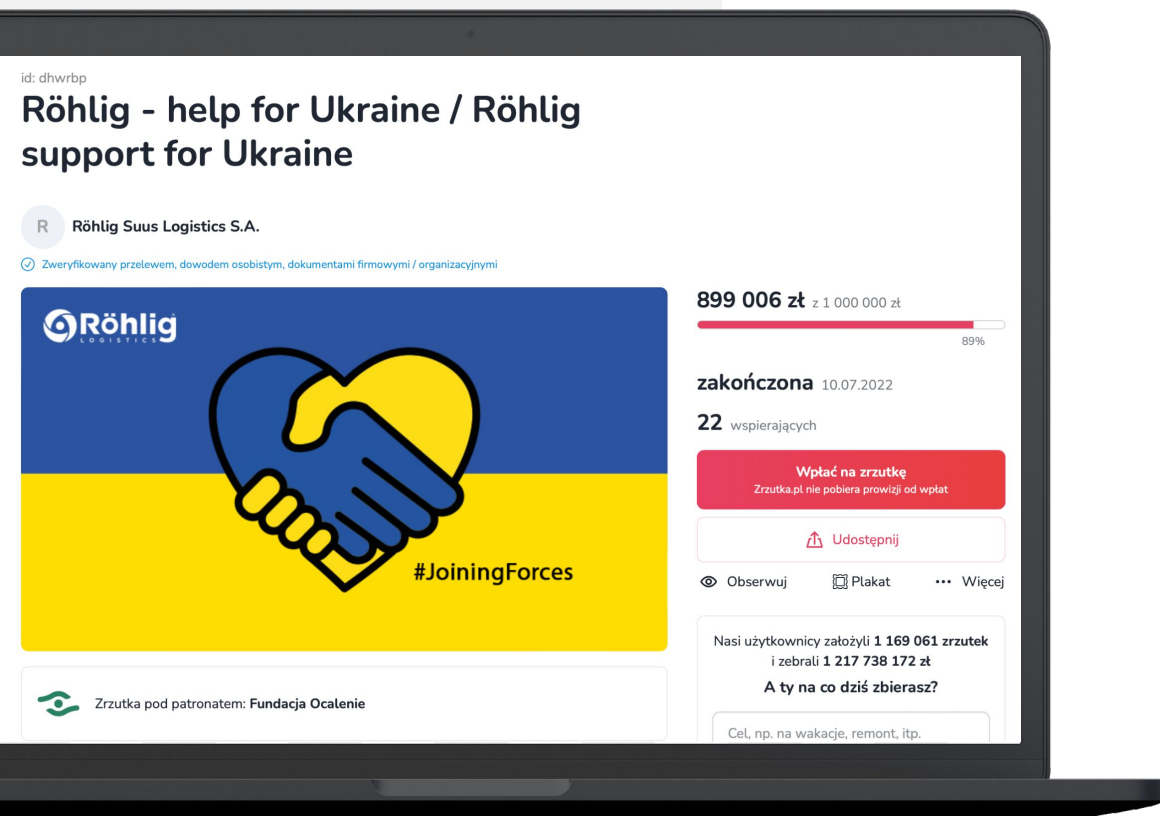 id: dhwrbp
Röhlig - help for Ukraine / Röhlig
support for Ukraine
R
Röhlig Suus Logistics S.A.
Zweryfikowany przelewem, dowodem osobistym, dokumentami firmowymi / organizacyjnymi
Röhlig
LOGISTICS
#JoiningForces
Zrzutka pod patronatem: Fundacja Ocalenie
899 006 zł z 1 000 000 zł
89%
zakończona 10.07.2022
22 wspierających
Wpłać na zrzutkę
Zrzutka.pl nie pobiera prowizji od wpłat
Udostępnij
Obserwuj Plakat ••• Więcej
Nasi użytkownicy założyli 1 169 061 zrzutek
i zebrali 1 217 738 172 zł
A ty na co dziś zbierasz?
Cel, np. na wakacje, remont, itp.